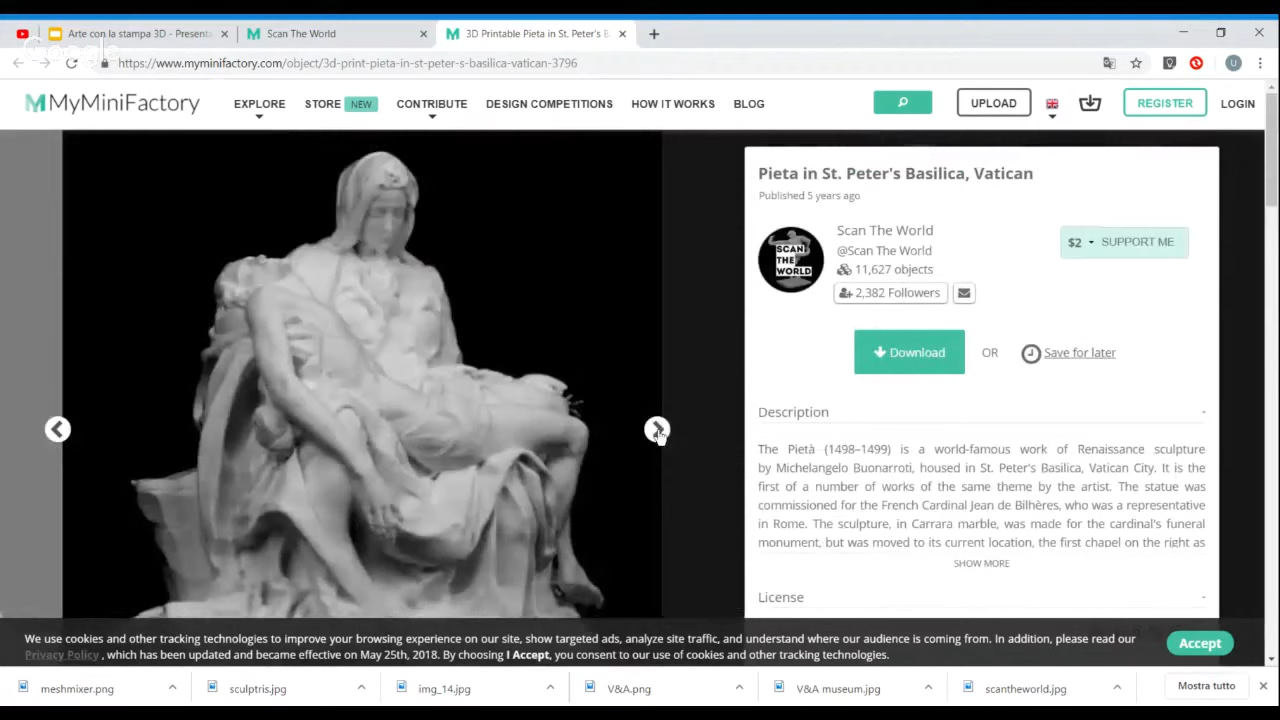 Arte con la stampa 3D - Presenta
Scan The World
3D Printable Pieta in St. Peter's B
Google
https://www.myminifactory.com/object/3d-print-pieta-in-st-peter-s-basilica-vatican-3796
U
MyMiniFactory
EXPLORE
STORE NEW
CONTRIBUTE
DESIGN COMPETITIONS
HOW IT WORKS
BLOG
UPLOAD
REGISTER
LOGIN
Pieta in St. Peter's Basilica, Vatican
Published 5 years ago
SCAN
THE
WORLD
Scan The World
@Scan The World
11,627 objects
2,382 Followers
$2 SUPPORT ME
Download
OR
Save for later
Description
-
The Pietà (1498–1499) is a world-famous work of Renaissance sculpture
by Michelangelo Buonarroti, housed in St. Peter's Basilica, Vatican City. It is the
first of a number of works of the same theme by the artist. The statue was
commissioned for the French Cardinal Jean de Bilhères, who was a representative
in Rome. The sculpture, in Carrara marble, was made for the cardinal's funeral
monument, but was moved to its current location, the first chapel on the right as
SHOW MORE
License
-
We use cookies and other tracking technologies to improve your browsing experience on our site, show targeted ads, analyze site traffic, and understand where our audience is coming from. In addition, please read our
Privacy Policy , which has been updated and became effective on May 25th, 2018. By choosing I Accept, you consent to our use of cookies and other tracking technologies.
Accept
meshmixer.png
sculptris.jpg
img_14.jpg
V&A.png
V&A museum.jpg
scantheworld.jpg
Mostra tutto